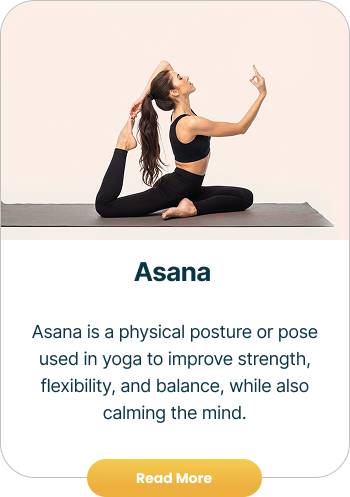 Asana
Asana is a physical posture or pose
used in yoga to improve strength,
flexibility, and balance, while also
calming the mind.
Read More